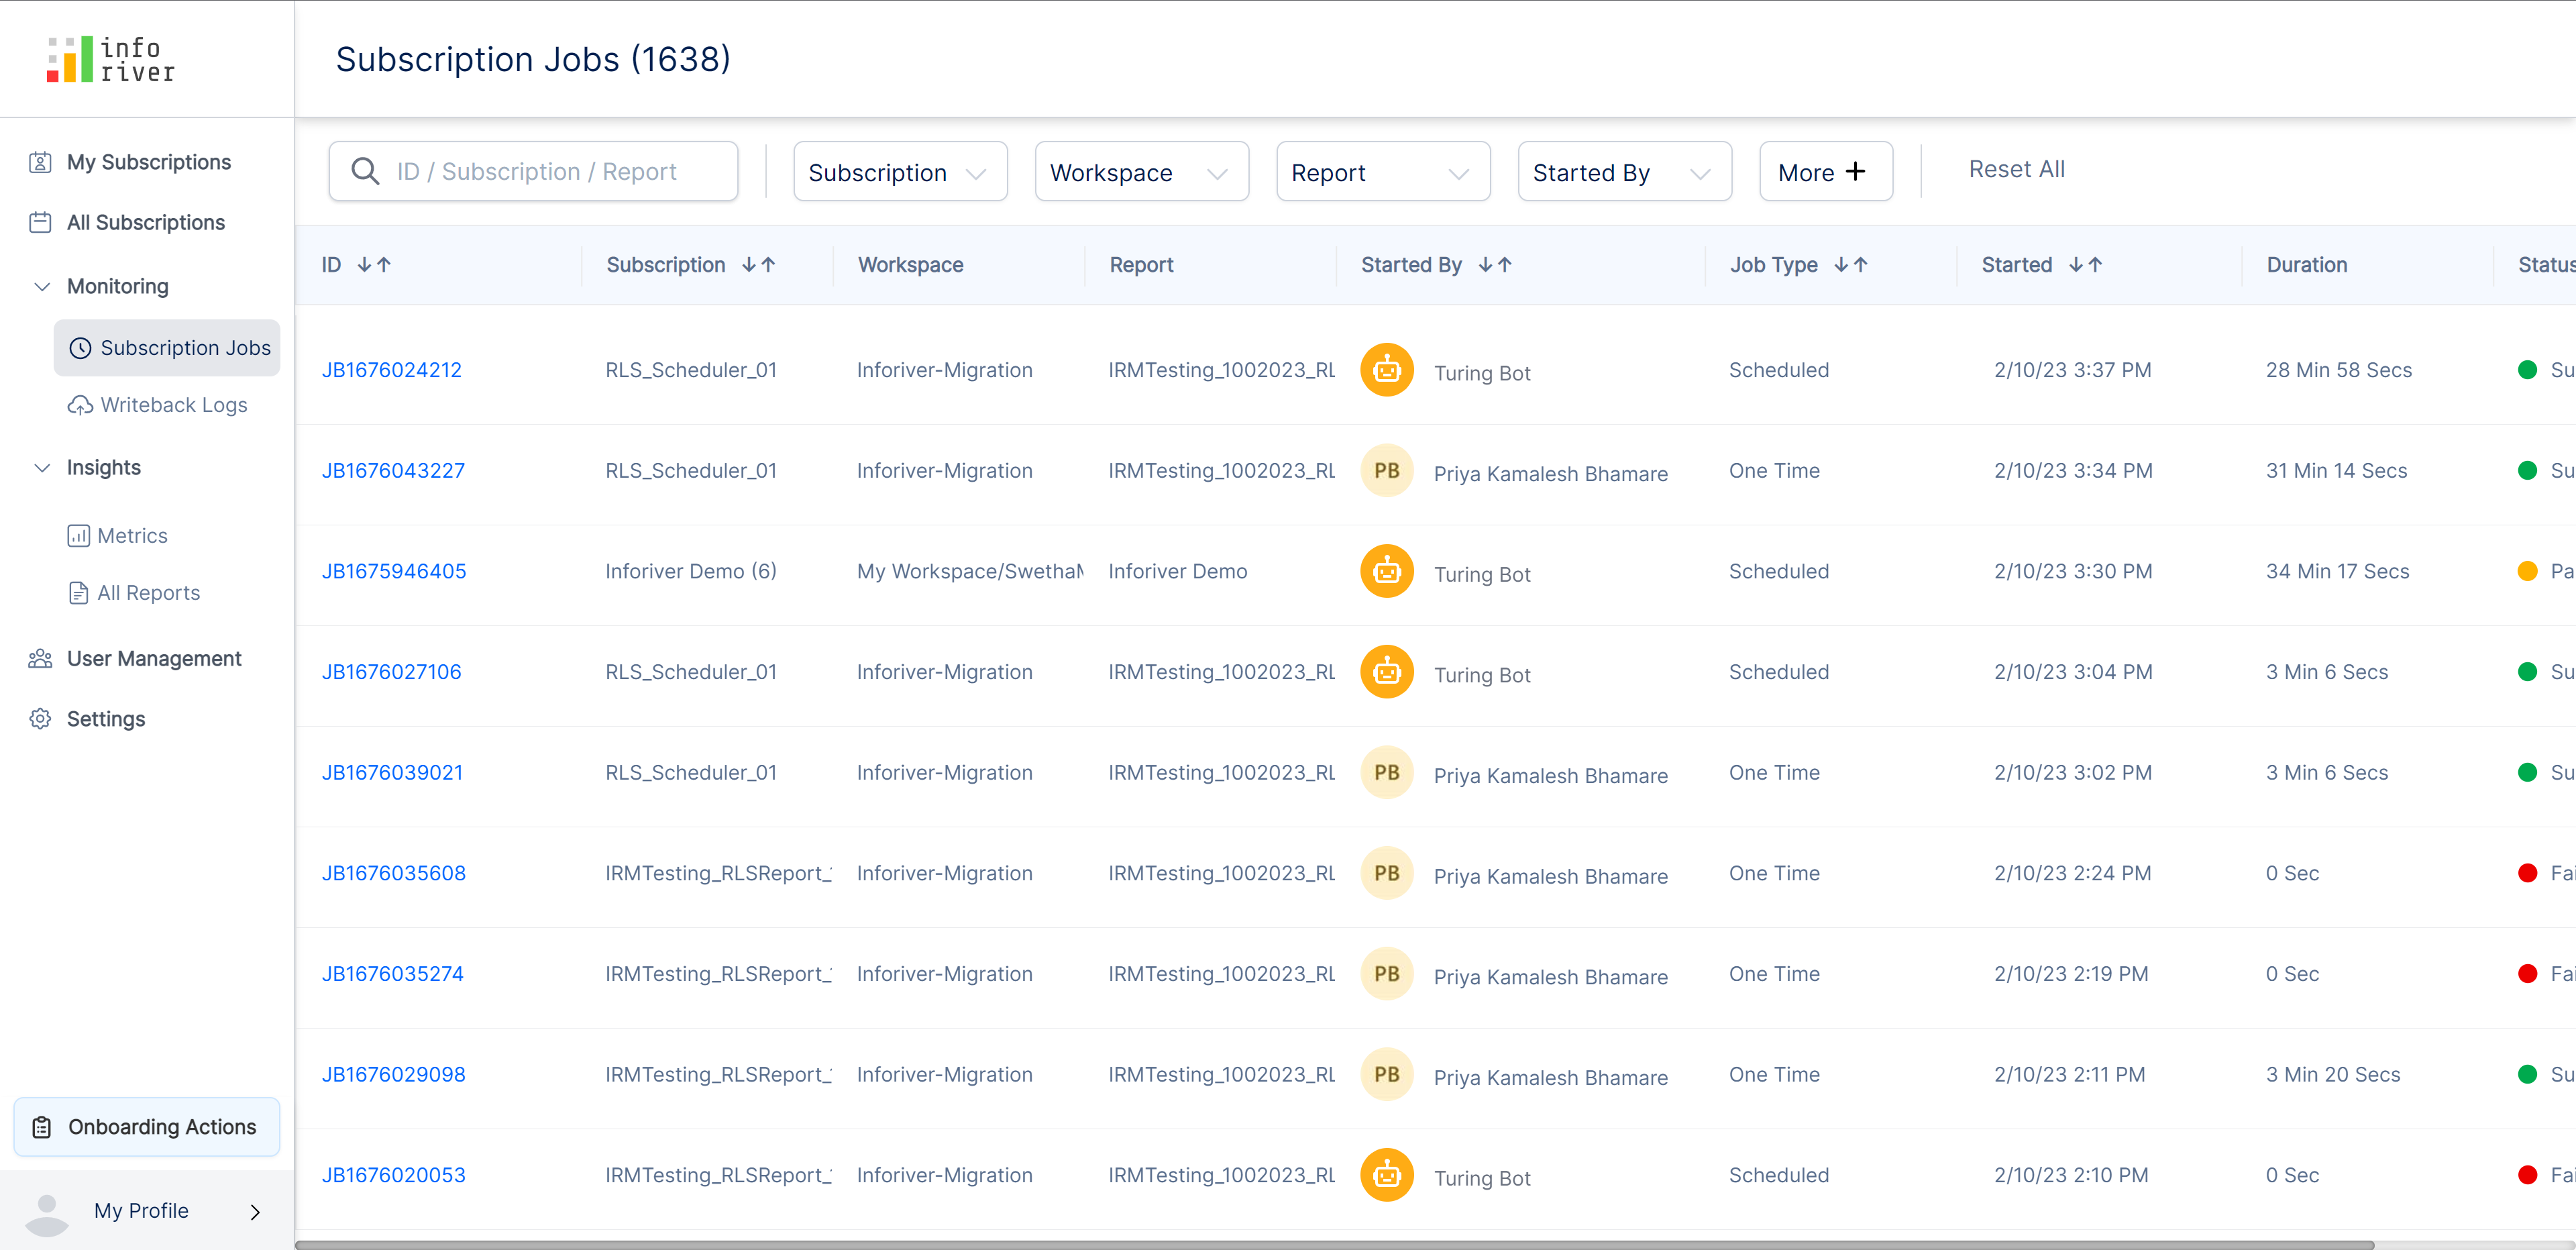 info
river
Subscription Jobs (1638)
My Subscriptions
All Subscriptions
Monitoring
Subscription Jobs
Writeback Logs
Insights
Metrics
All Reports
User Management
Settings
Onboarding Actions
My Profile
ID / Subscription / Report
Subscription
Workspace
Report
Started By
More +
Reset All
ID Subscription Workspace Report Started By Job Type Started Duration Status
JB1676024212 RLS_Scheduler_01 Inforiver-Migration IRMTesting_1002023_RL Turing Bot Scheduled 2/10/23 3:37 PM 28 Min 58 Secs Su
JB1676043227 RLS_Scheduler_01 Inforiver-Migration IRMTesting_1002023_RL PB Priya Kamalesh Bhamare One Time 2/10/23 3:34 PM 31 Min 14 Secs Su
JB1675946405 Inforiver Demo (6) My Workspace/Swetha Inforiver Demo Turing Bot Scheduled 2/10/23 3:30 PM 34 Min 17 Secs Pa
JB1676027106 RLS_Scheduler_01 Inforiver-Migration IRMTesting_1002023_RL Turing Bot Scheduled 2/10/23 3:04 PM 3 Min 6 Secs Su
JB1676039021 RLS_Scheduler_01 Inforiver-Migration IRMTesting_1002023_RL PB Priya Kamalesh Bhamare One Time 2/10/23 3:02 PM 3 Min 6 Secs Su
JB1676035608 IRMTesting_RLSReport_ Inforiver-Migration IRMTesting_1002023_RL PB Priya Kamalesh Bhamare One Time 2/10/23 2:24 PM 0 Sec Fai
JB1676035274 IRMTesting_RLSReport_ Inforiver-Migration IRMTesting_1002023_RL PB Priya Kamalesh Bhamare One Time 2/10/23 2:19 PM 0 Sec Fai
JB1676029098 IRMTesting_RLSReport_ Inforiver-Migration IRMTesting_1002023_RL PB Priya Kamalesh Bhamare One Time 2/10/23 2:11 PM 3 Min 20 Secs Su
JB1676020053 IRMTesting_RLSReport_ Inforiver-Migration IRMTesting_1002023_RL Turing Bot Scheduled 2/10/23 2:10 PM 0 Sec Fai